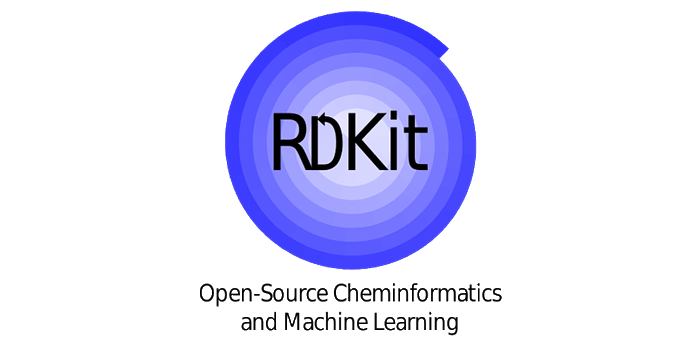 RDKit
Open-Source Cheminformatics
and Machine Learning